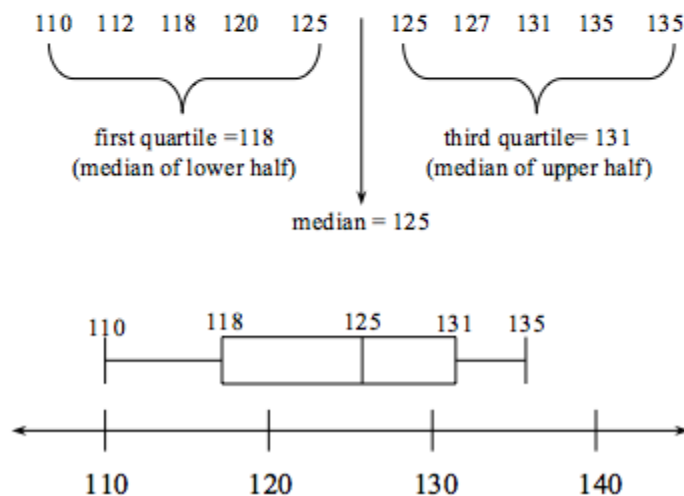 110 112 118 120 125 125 127 131 135 135
first quartile =118
(median of lower half)
third quartile= 131
(median of upper half)
median = 125
110 118 125 131 135
110 120 130 140